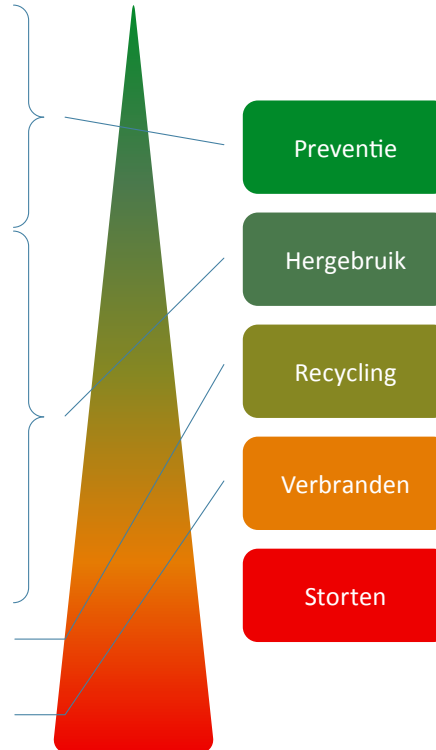 Preventie
Hergebruik
Recycling
Verbranden
Storten